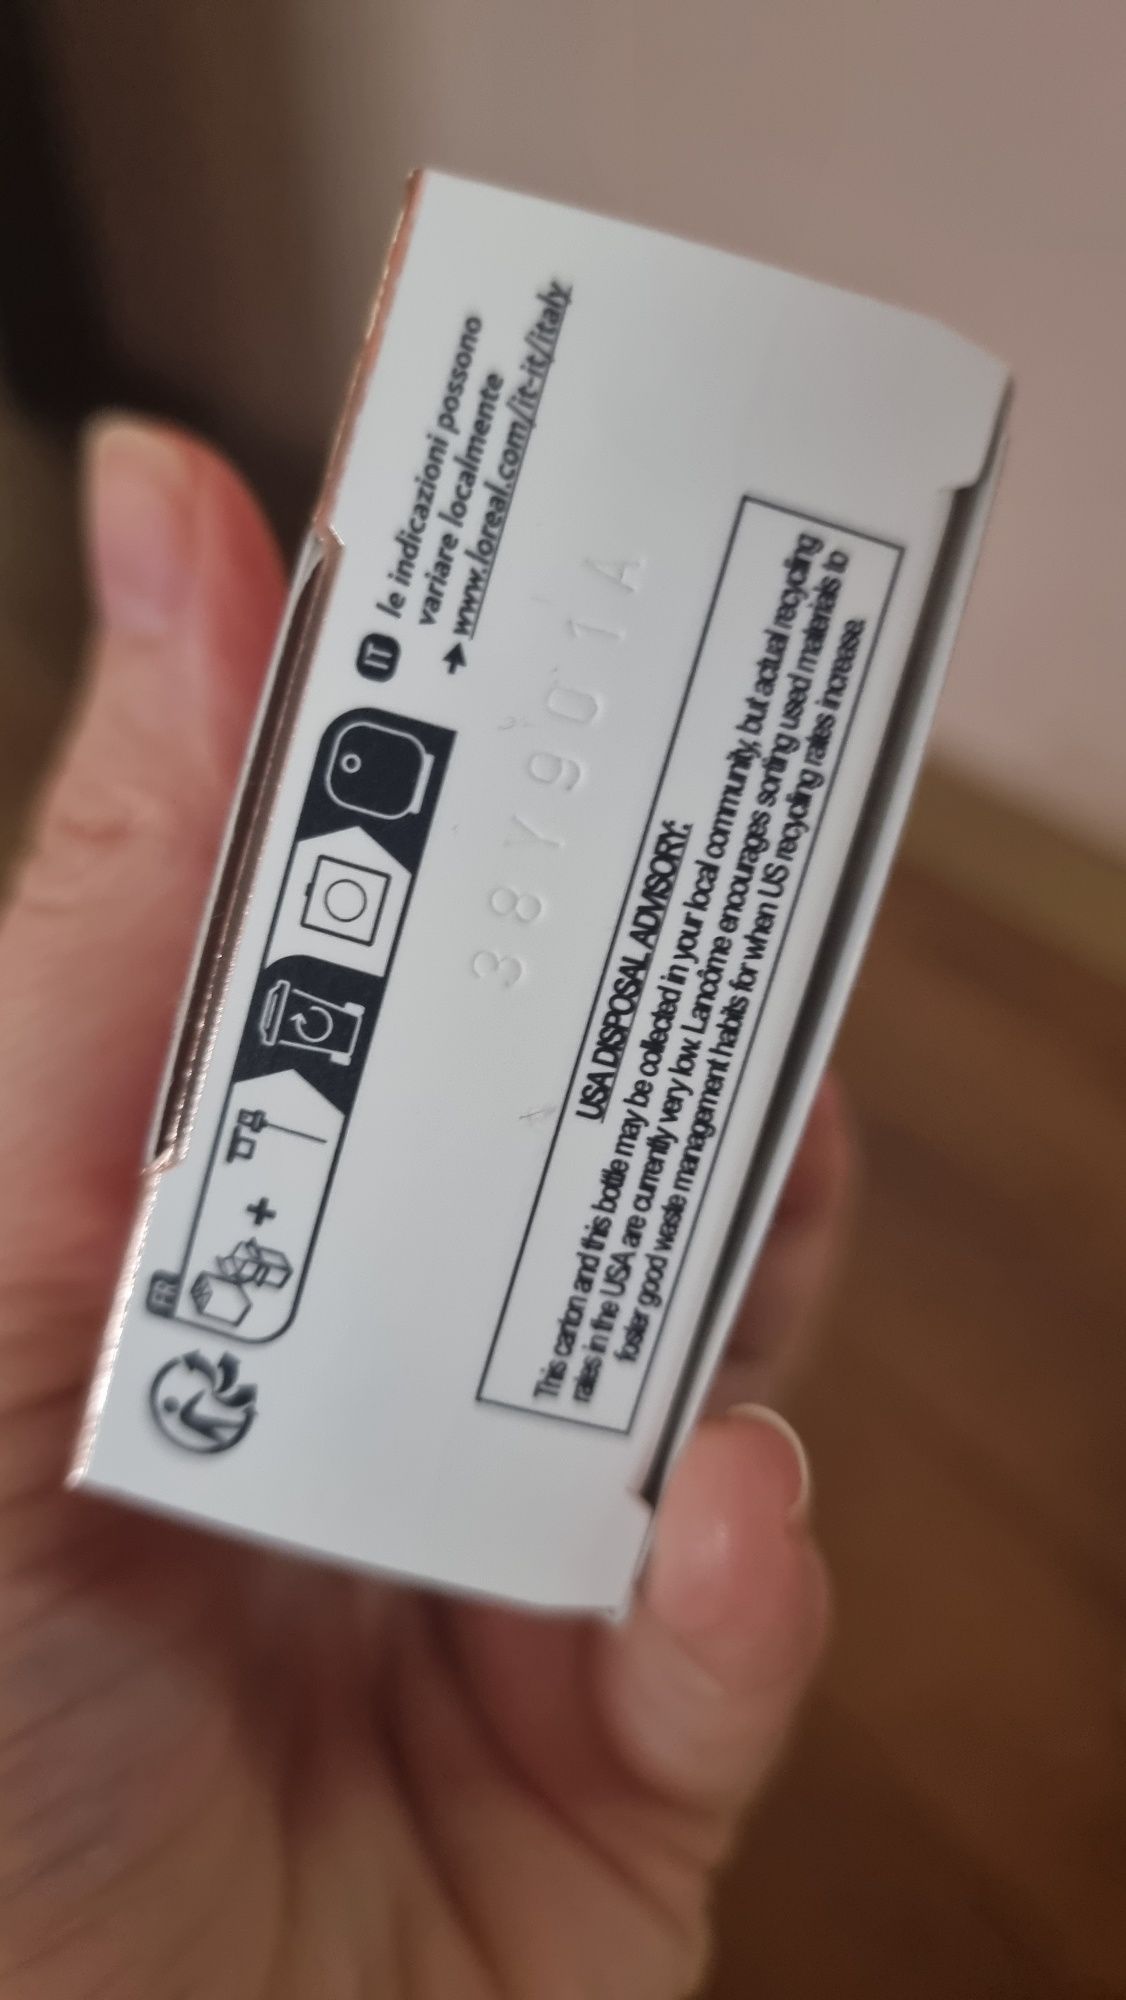 FR
+
IT le indicazioni possono
variare localmente
➔ www.loreal.com/it-it/italy
38Y901A
USA DISPOSAL ADVISORY:
This carton and this bottle may be collected in your local community, but actual recycling
rates in the USA are currently very low. Lancôme encourages sorting used materials to
foster good waste management habits for when US recycling rates increase.